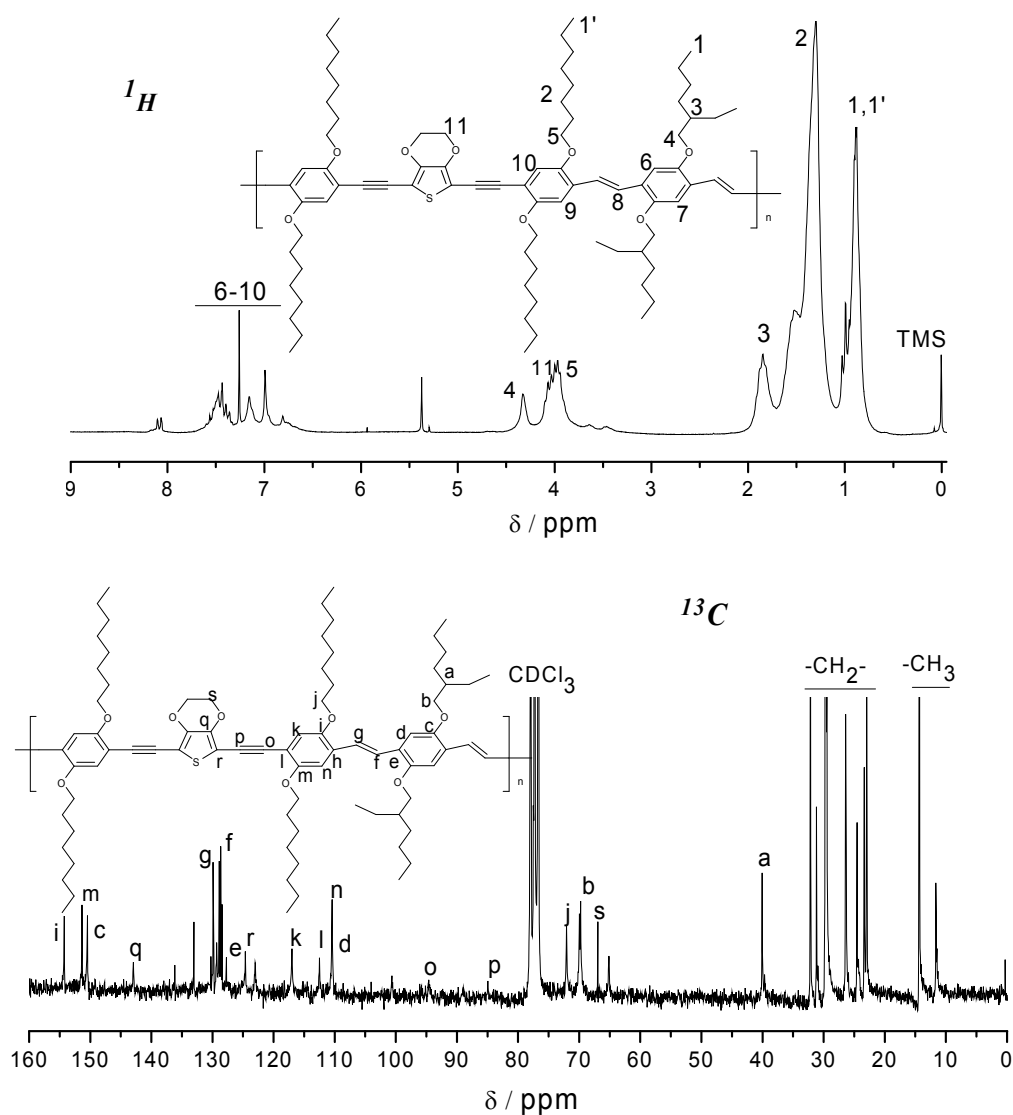 ¹H
1'
1
2
3
11
5
4
O
O
O
O
10
6
O
O
S
8
9
7
n
O
O
O
2
1,1'
6-10
3
TMS
4
11
5
9
8
7
6
5
4
3
2
1
0
δ / ppm
¹³C
CDCl₃
-CH₂-
-CH₃
s
j
a
b
O
O
O
q
O
O
O
p
o
k
i
g
d
c
S
r
l
m
n
h
f
e
n
O
O
O
i
m
c
q
g
f
e
r
k
l
n
d
o
p
j
b
s
a
160
150
140
130
120
110
100
90
80
70
60
50
40
30
20
10
0
δ / ppm